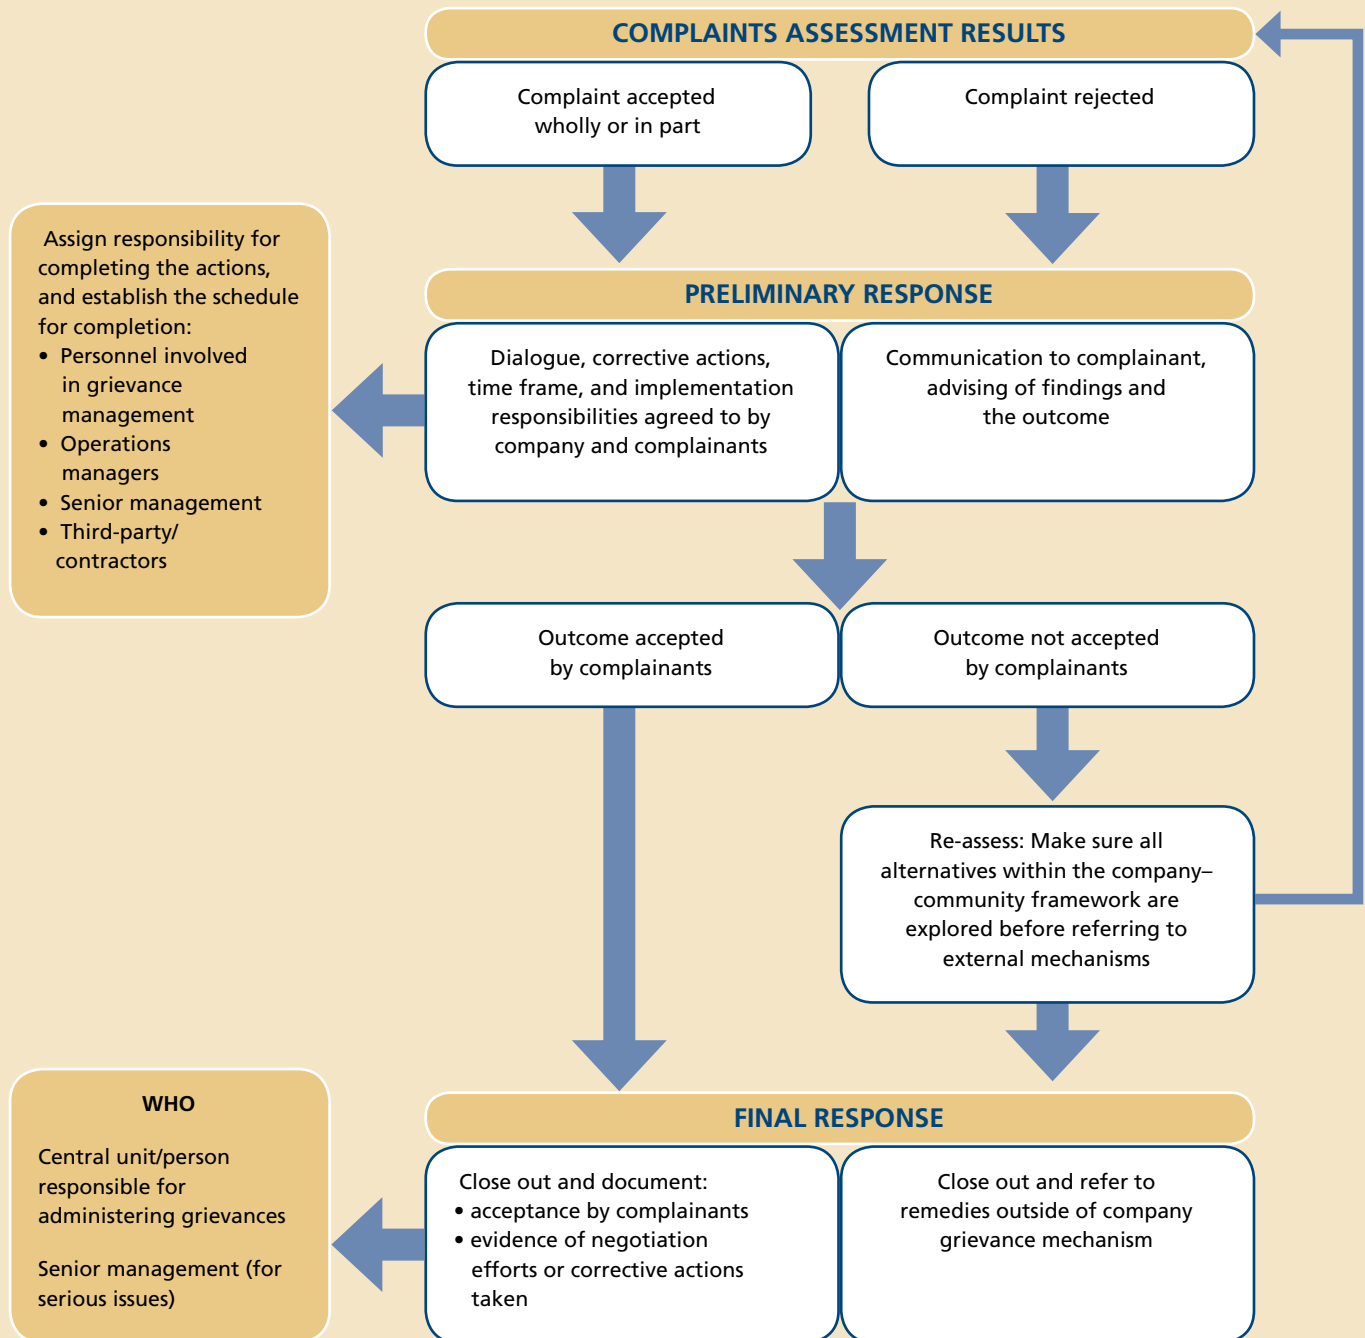 COMPLAINTS ASSESSMENT RESULTS
Complaint accepted
wholly or in part
Complaint rejected
Assign responsibility for
completing the actions,
and establish the schedule
for completion:
• Personnel involved
in grievance
management
• Operations
managers
• Senior management
• Third-party/
contractors
PRELIMINARY RESPONSE
Dialogue, corrective actions,
time frame, and implementation
responsibilities agreed to by
company and complainants
Communication to complainant,
advising of findings and
the outcome
Outcome accepted
by complainants
Outcome not accepted
by complainants
Re-assess: Make sure all
alternatives within the company–
community framework are
explored before referring to
external mechanisms
WHO
Central unit/person
responsible for
administering grievances
Senior management (for
serious issues)
FINAL RESPONSE
Close out and document:
• acceptance by complainants
• evidence of negotiation
efforts or corrective actions
taken
Close out and refer to
remedies outside of company
grievance mechanism